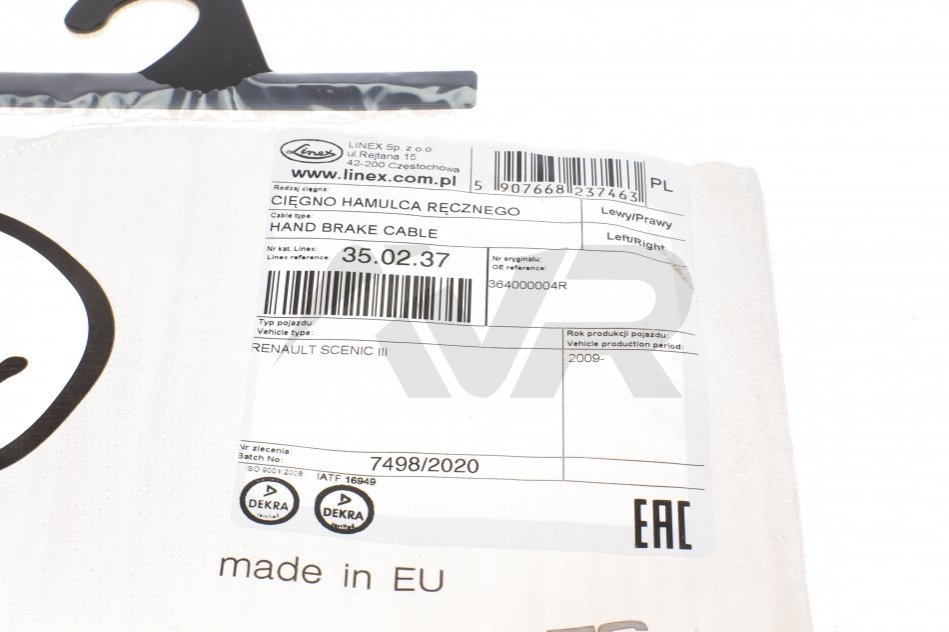 Linex
LINEX Sp. z o.o.
ul.Rejtana 15
42-200 Częstochowa
www.linex.com.pl
5 907668 237463
PL
Rodzaj cięgna:
CIĘGNO HAMULCA RĘCZNEGO
Lewy/Prawy
Cable type:
HAND BRAKE CABLE
Left/Right
Nr kat. Linex:
Linex reference:
35.02.37
Nr oryginału:
OE reference:
364000004R
Typ pojazdu:
Vehicle type:
RENAULT SCENIC III
Rok produkcji pojazdu:
Vehicle production period:
2009-
Nr zlecenia
Batch No:
7498/2020
ISO 9001:2008
IATF 16949
DEKRA
DEKRA
EAC
made in EU
AVR